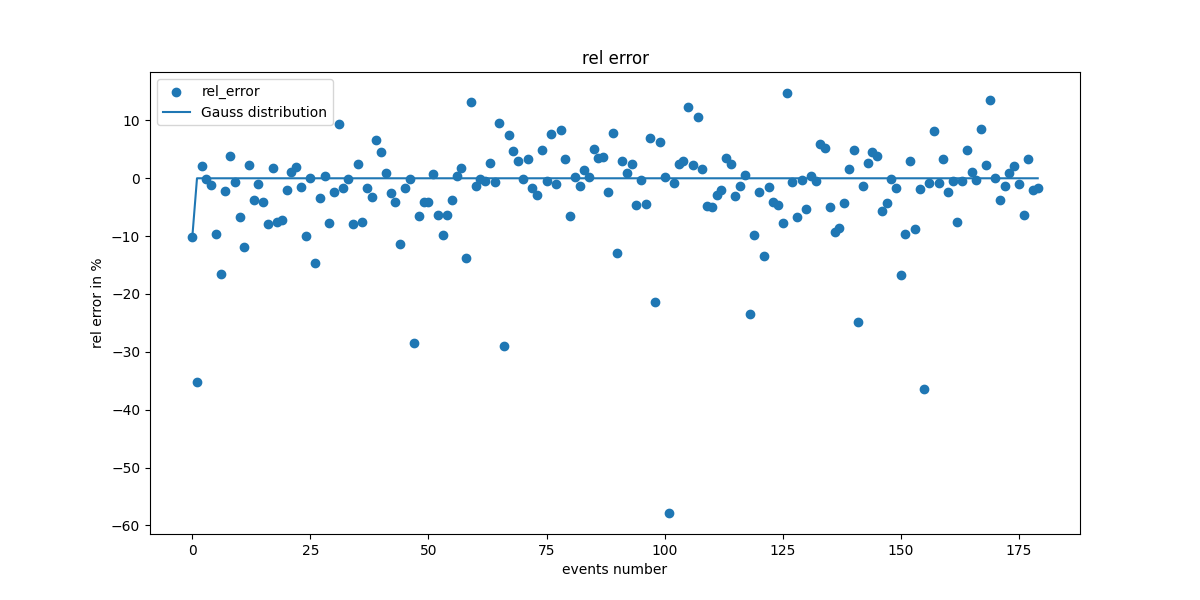 rel error
rel_error
Gauss distribution
10
0
−10
−20
−30
−40
−50
−60
rel error in %
0 25 50 75 100 125 150 175
events number